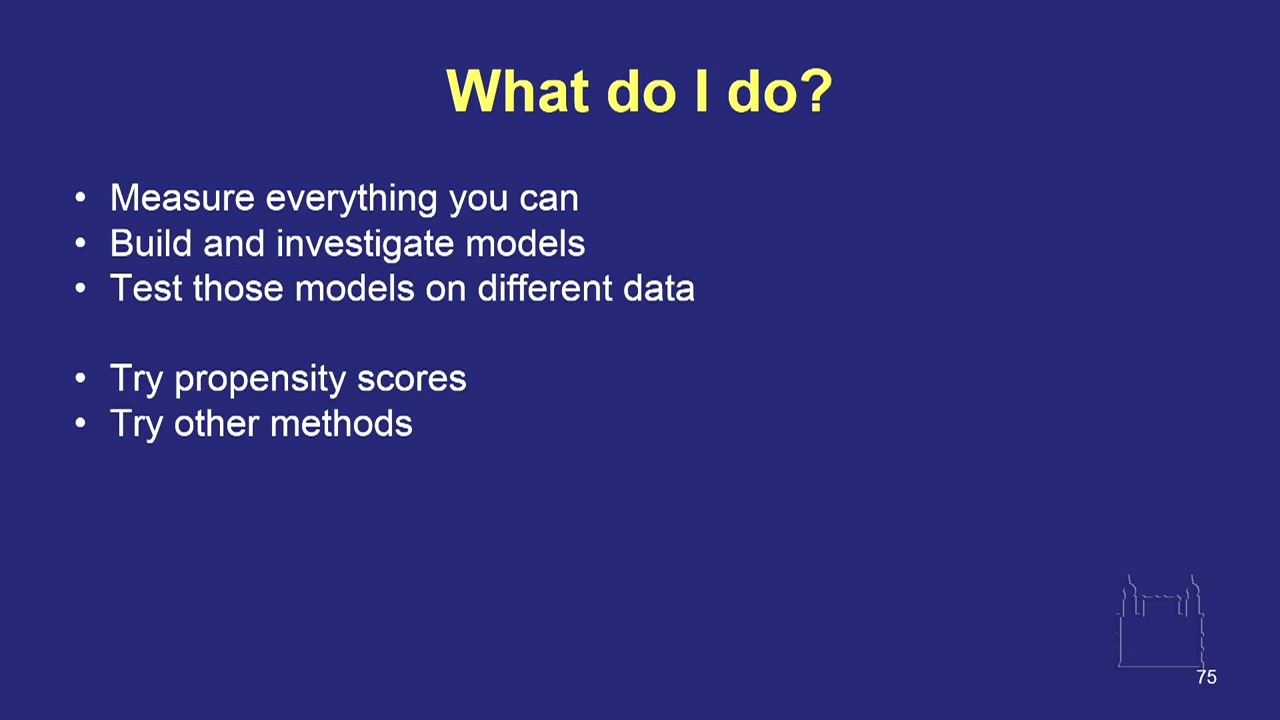 What do I do?
• Measure everything you can
• Build and investigate models
• Test those models on different data
• Try propensity scores
• Try other methods
75